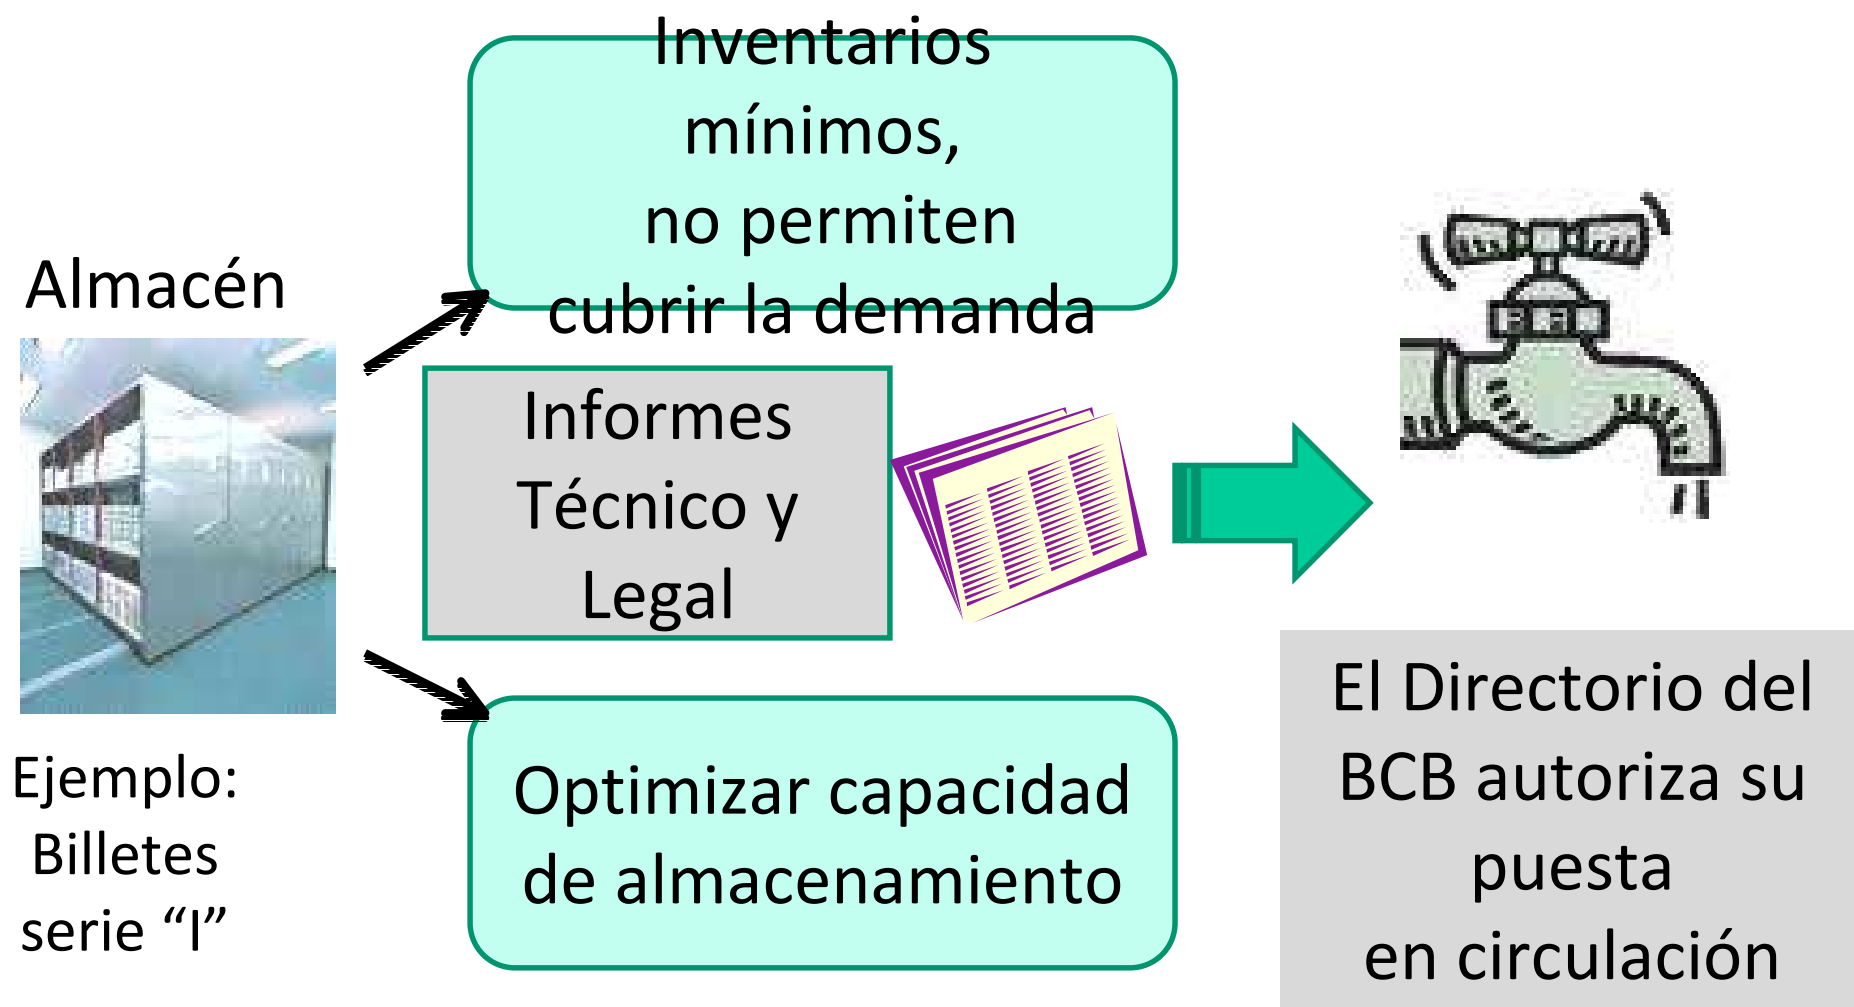 Inventarios
mínimos,
no permiten
cubrir la demanda
Almacén
Informes
Técnico y
Legal
Ejemplo:
Billetes
serie “I”
Optimizar capacidad
de almacenamiento
El Directorio del
BCB autoriza su
puesta
en circulación